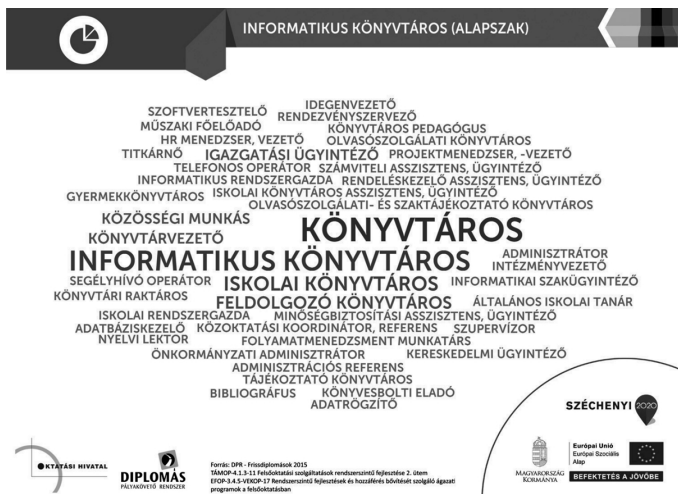 INFORMATIKUS KÖNYVTÁROS (ALAPSZAK)
IDEGENVEZETŐ
SZOFTVERTESZTELŐ RENDEZVÉNYSZERVEZŐ
MŰSZAKI FŐELŐADÓ KÖNYVTÁROS PEDAGÓGUS
HR MENEDZSER, VEZETŐ OLVASÓSZOLGÁLATI KÖNYVTÁROS
TITKÁRNŐ IGAZGATÁSI ÜGYINTÉZŐ PROJEKTMENEDZSER, -VEZETŐ
TELEFONOS OPERÁTOR SZÁMVITELI ASSZISZTENS, ÜGYINTÉZŐ
INFORMATIKUS RENDSZERGAZDA RENDELÉSKEZELŐ ASSZISZTENS, ÜGYINTÉZŐ
GYERMEKKÖNYVTÁROS ISKOLAI KÖNYVTÁROS ASSZISZTENS, ÜGYINTÉZŐ
OLVASÓSZOLGÁLATI- ÉS SZAKTÁJÉKOZTATÓ KÖNYVTÁROS
KÖZÖSSÉGI MUNKÁS KÖNYVTÁROS
KÖNYVTÁRVEZETŐ
INFORMATIKUS KÖNYVTÁROS ADMINISZTRÁTOR
INTÉZMÉNYVEZETŐ
SEGÉLYHÍVÓ OPERÁTOR ISKOLAI KÖNYVTÁROS INFORMATIKAI SZAKÜGYINTÉZŐ
KÖNYVTÁRI RAKTÁROS FELDOLGOZÓ KÖNYVTÁROS ÁLTALÁNOS ISKOLAI TANÁR
ISKOLAI RENDSZERGAZDA MINŐSÉGBIZTOSÍTÁSI ASSZISZTENS, ÜGYINTÉZŐ
ADATBÁZISKEZELŐ KÖZOKTATÁSI KOORDINÁTOR, REFERENS SZUPERVÍZOR
NYELVI LEKTOR FOLYAMATMENEDZSMENT MUNKATÁRS
ÖNKORMÁNYZATI ADMINISZTRÁTOR KERESKEDELMI ÜGYINTÉZŐ
ADMINISZTRÁCIÓS REFERENS
TÁJÉKOZTATÓ KÖNYVTÁROS
BIBLIOGRÁFUS KÖNYVESBOLTI ELADÓ
ADATRÖGZÍTŐ
SZÉCHENYI 2020
OKTATÁSI HIVATAL
DIPLOMÁS
PÁLYAKÖVETŐ RENDSZER
Forrás: DPR - Frissdiplomások 2015
TÁMOP-4.1.3-11 Felsőoktatási szolgáltatások rendszerszintű fejlesztése 2. ütem
EFOP-3.4.5-VEKOP-17 Rendszerszintű fejlesztések és hozzáférés bővítését szolgáló ágazati
programok a felsőoktatásban
MAGYARORSZÁG
KORMÁNYA
Európai Unió
Európai Szociális
Alap
BEFEKTETÉS A JÖVŐBE